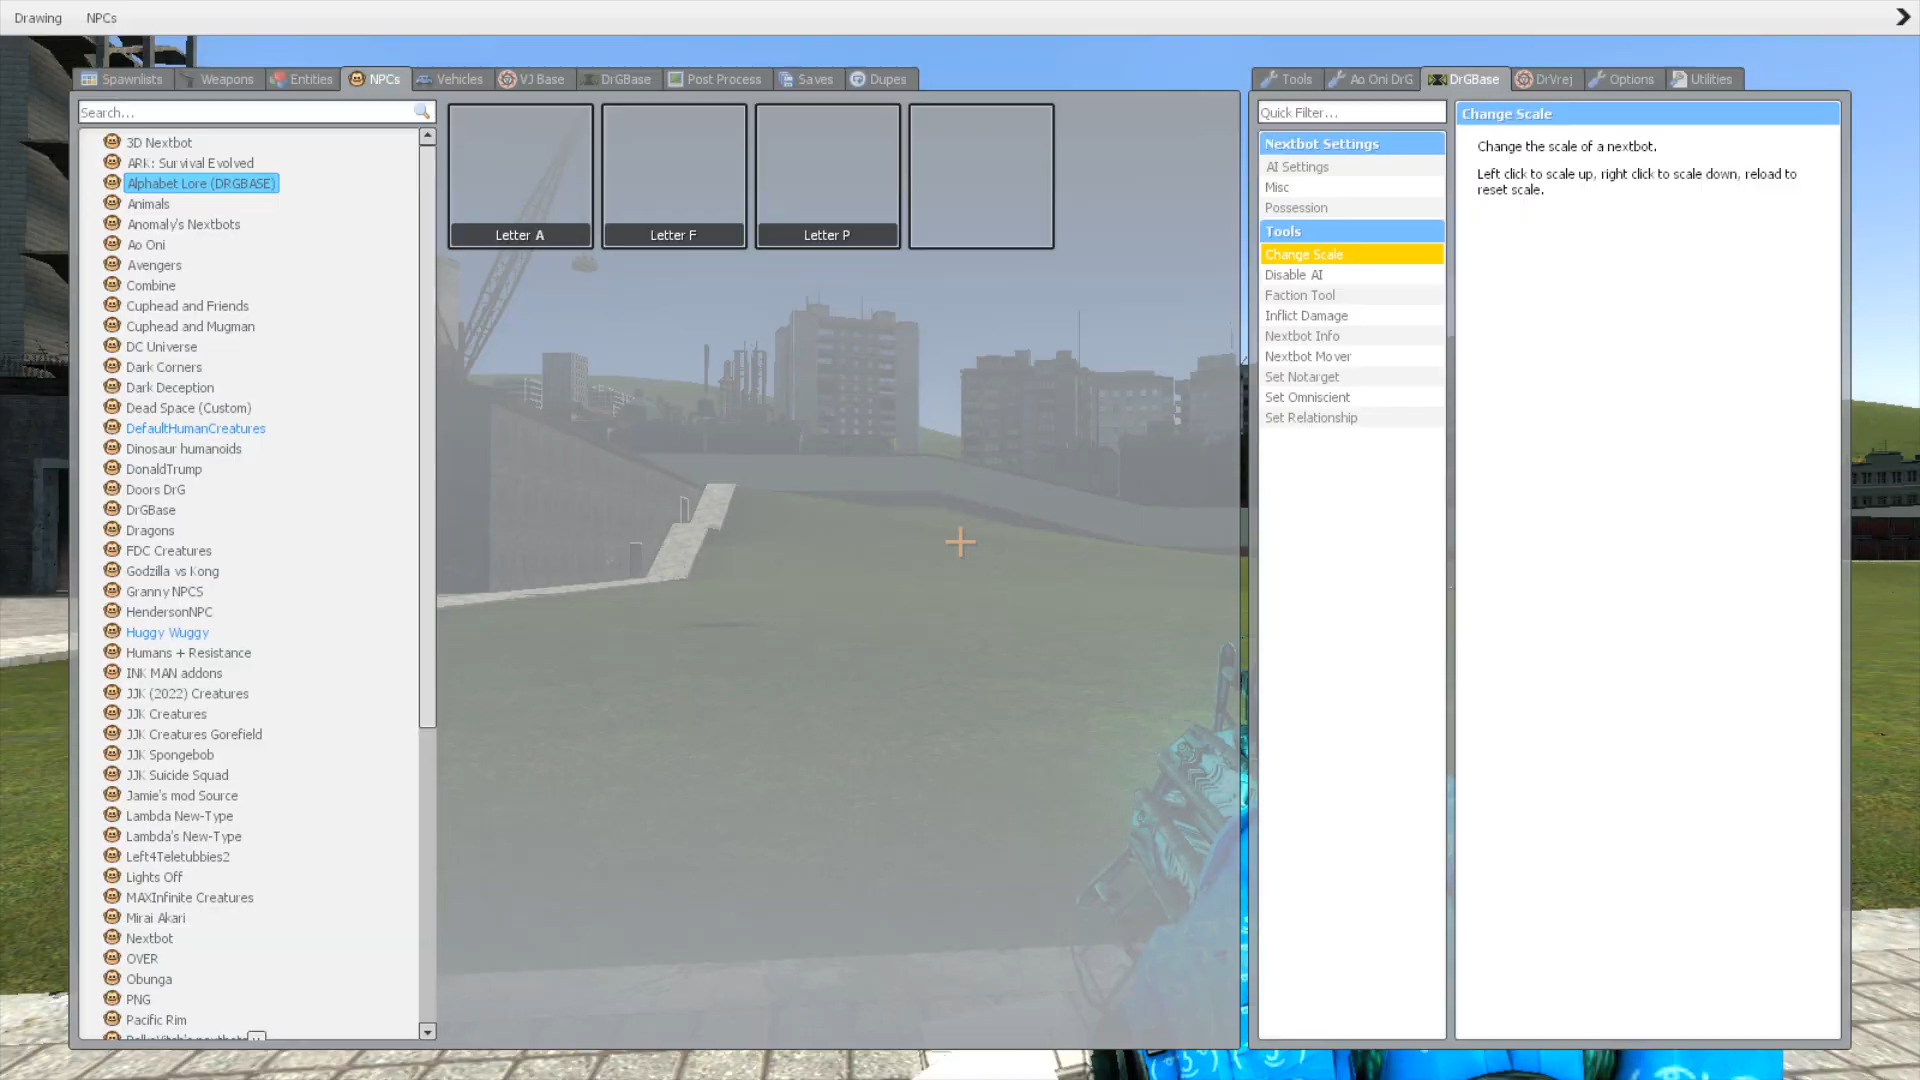 Drawing NPCs
Spawnlists Weapons Entities NPCs Vehicles VJ Base DrGBase Post Process Saves Dupes
Search...
3D Nextbot
ARK: Survival Evolved
Alphabet Lore (DRGBASE)
Animals
Anomaly's Nextbots
Ao Oni
Avengers
Combine
Cuphead and Friends
Cuphead and Mugman
DC Universe
Dark Corners
Dark Deception
Dead Space (Custom)
DefaultHumanCreatures
Dinosaur humanoids
DonaldTrump
Doors DrG
DrGBase
Dragons
FDC Creatures
Godzilla vs Kong
Granny NPCS
HendersonNPC
Huggy Wuggy
Humans + Resistance
INK MAN addons
JJK (2022) Creatures
JJK Creatures
JJK Creatures Gorefield
JJK Spongebob
JJK Suicide Squad
Jamie's mod Source
Lambda New-Type
Lambda's New-Type
Left4Teletubbies2
Lights Off
MAXInfinite Creatures
Mirai Akari
Nextbot
OVER
Obunga
PNG
Pacific Rim
Letter A
Letter F
Letter P
Tools Ao Oni DrG DrGBase DrVrej Options Utilities
Quick Filter...
Nextbot Settings
AI Settings
Misc
Possession
Tools
Change Scale
Disable AI
Faction Tool
Inflict Damage
Nextbot Info
Nextbot Mover
Set Notarget
Set Omniscient
Set Relationship
Change Scale
Change the scale of a nextbot.
Left click to scale up, right click to scale down, reload to
reset scale.